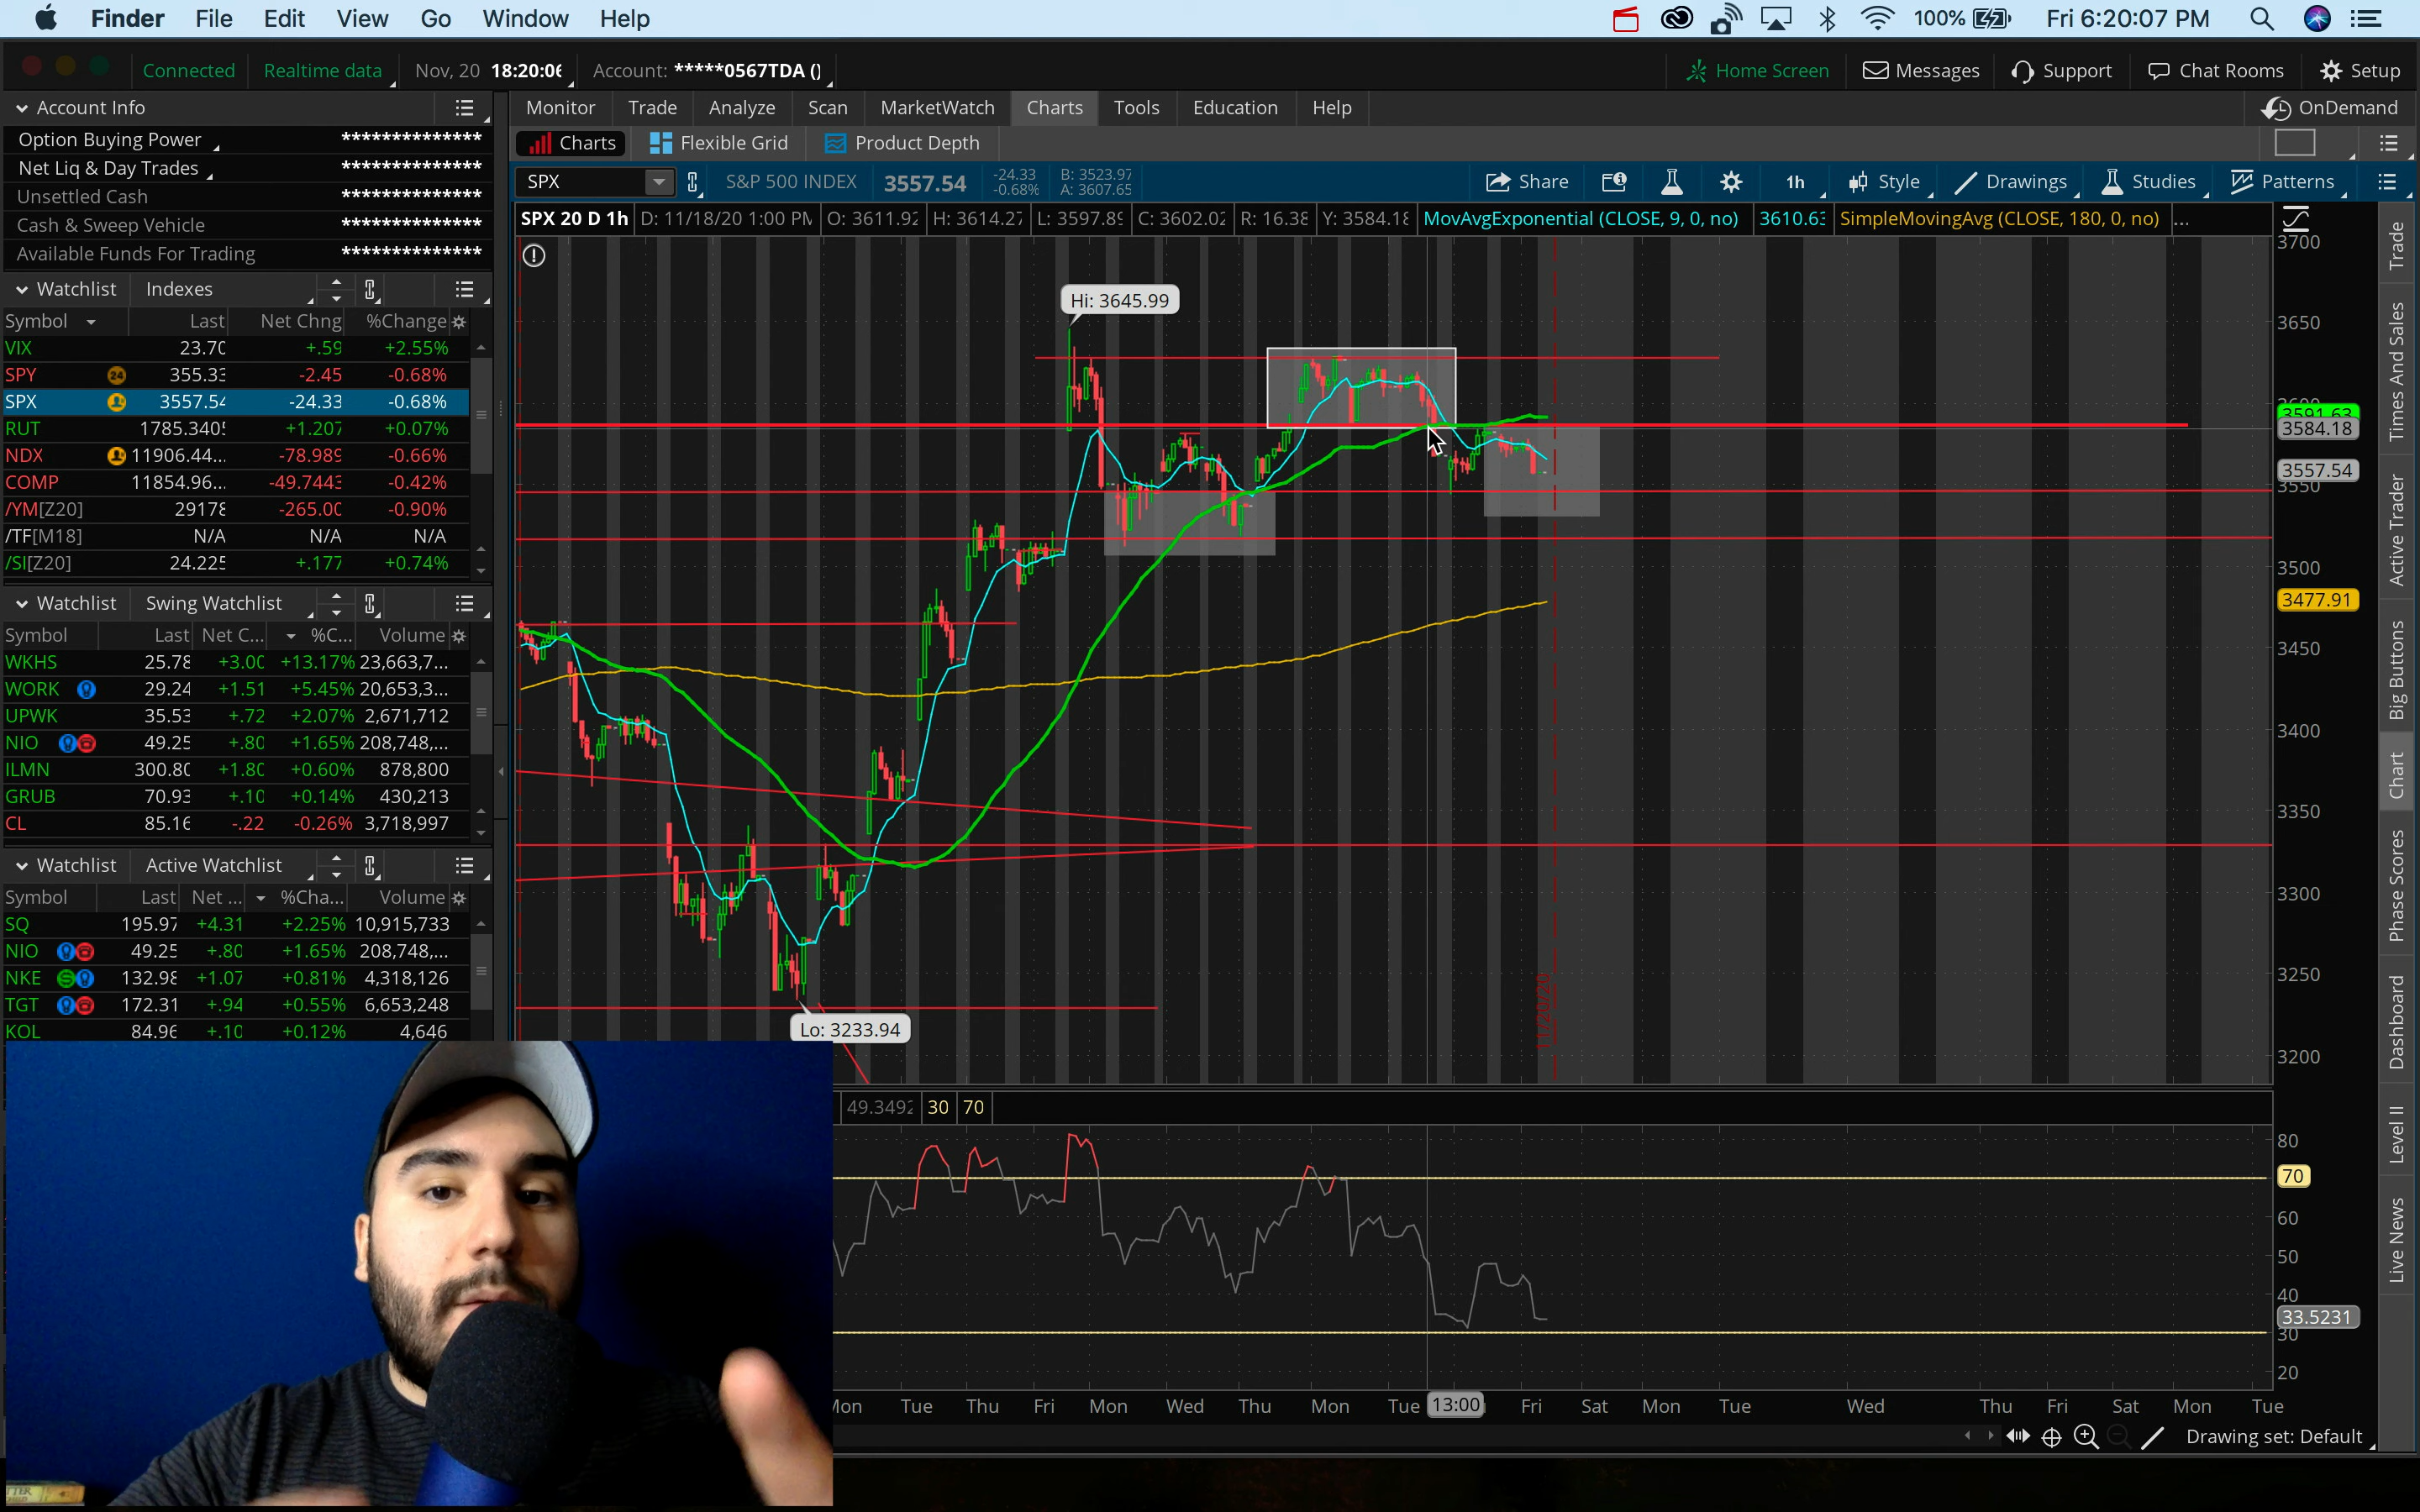 Finder File Edit View Go Window Help 100% Fri 6:20:07 PM
Connected Realtime data Nov, 20 18:20:06 Account: *****0567TDA () Home Screen Messages Support Chat Rooms Setup
Account Info
Option Buying Power **************
Net Liq & Day Trades **************
Unsettled Cash **************
Cash & Sweep Vehicle **************
Available Funds For Trading **************
Watchlist Indexes
Symbol Last Net Chng %Change
VIX 23.70 +.59 +2.55%
SPY 24 355.33 -2.45 -0.68%
SPX 3557.54 -24.33 -0.68%
RUT 1785.3405 +1.207 +0.07%
NDX 11906.44... -78.989 -0.66%
COMP 11854.96... -49.7443 -0.42%
/YM[Z20] 29178 -265.00 -0.90%
/TF[M18] N/A N/A N/A
/SI[Z20] 24.225 +.177 +0.74%
Watchlist Swing Watchlist
Symbol Last Net C... %C... Volume
WKHS 25.78 +3.00 +13.17% 23,663,7...
WORK 29.24 +1.51 +5.45% 20,653,3...
UPWK 35.53 +.72 +2.07% 2,671,712
NIO 49.25 +.80 +1.65% 208,748,...
ILMN 300.80 +1.80 +0.60% 878,800
GRUB 70.93 +.10 +0.14% 430,213
CL 85.16 -.22 -0.26% 3,718,997
Watchlist Active Watchlist
Symbol Last Net ... %Cha... Volume
SQ 195.97 +4.31 +2.25% 10,915,733
NIO 49.25 +.80 +1.65% 208,748,...
NKE 132.98 +1.07 +0.81% 4,318,126
TGT 172.31 +.94 +0.55% 6,653,248
KOL 84.96 +.10 +0.12% 4,646
Monitor Trade Analyze Scan MarketWatch Charts Tools Education Help OnDemand
Charts Flexible Grid Product Depth
SPX S&P 500 INDEX 3557.54 -24.33 -0.68% B: 3523.97 A: 3607.65 Share 1h Style Drawings Studies Patterns
SPX 20 D 1h D: 11/18/20 1:00 PM O: 3611.92 H: 3614.27 L: 3597.89 C: 3602.02 R: 16.38 Y: 3584.18 MovAvgExponential (CLOSE, 9, 0, no) 3610.63 SimpleMovingAvg (CLOSE, 180, 0, no) ...
3700
Hi: 3645.99
3650
3600
3591.63
3584.18
3557.54
3550
3500
3477.91
3450
3400
3350
3300
3250
Lo: 3233.94
11/20/20
3200
49.3492 30 70
80
70
60
50
40
33.5231
30
20
Mon Tue Thu Fri Mon Wed Thu Mon Tue 13:00 Fri Sat Mon Tue Wed Thu Fri Sat Mon Tue
Drawing set: Default
Trade
Times And Sales
Active Trader
Big Buttons
Chart
Phase Scores
Dashboard
Level II
Live News